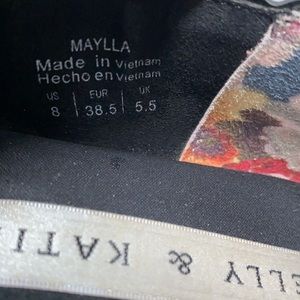 MAYLLA
Made in Vietnam
Hecho en Vietnam
US EUR UK
8 38.5 5.5
ELLY & KATI